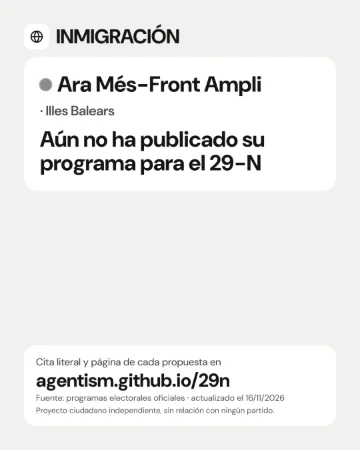 INMIGRACIÓN
Ara Més-Front Ampli
· Illes Balears
Aún no ha publicado su
programa para el 29-N
Cita literal y página de cada propuesta en
agentism.github.io/29n
Fuente: programas electorales oficiales · actualizado el 16/11/2026
Proyecto ciudadano independiente, sin relación con ningún partido.